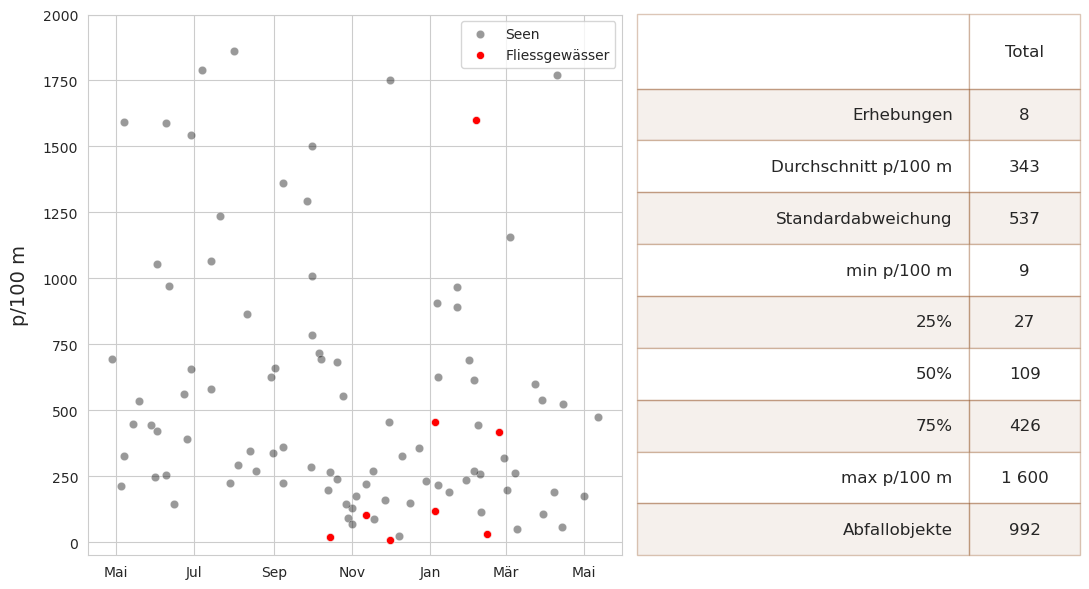 2000
1750
1500
1250
1000
750
500
250
0
p/100 m
Mai Jul Sep Nov Jan Mär Mai
Seen
Fliessgewässer
Total
Erhebungen 8
Durchschnitt p/100 m 343
Standardabweichung 537
min p/100 m 9
25% 27
50% 109
75% 426
max p/100 m 1 600
Abfallobjekte 992